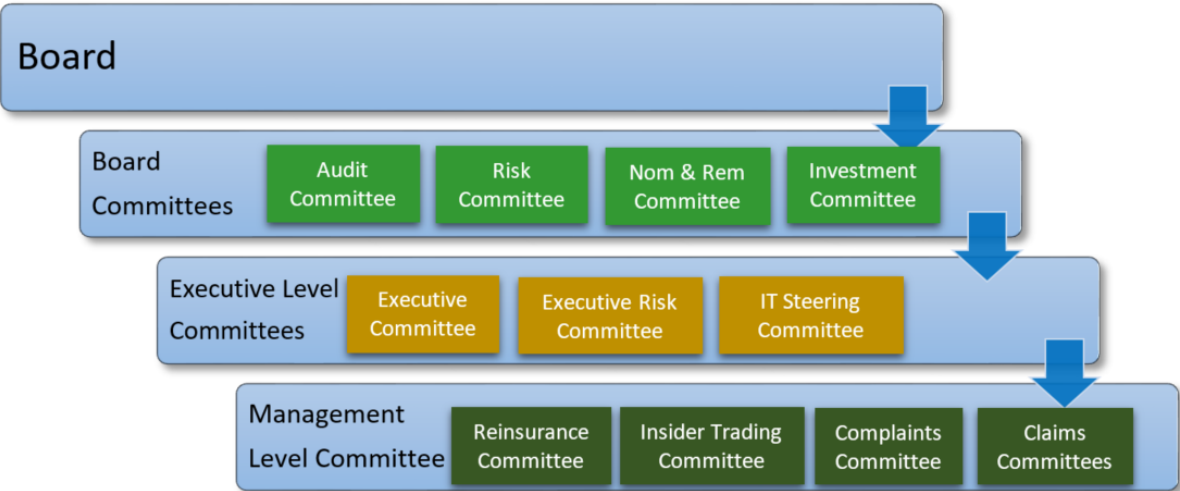 Board
Board
Committees
Audit
Committee
Risk
Committee
Nom & Rem
Committee
Investment
Committee
Executive Level
Committees
Executive
Committee
Executive Risk
Committee
IT Steering
Committee
Management
Level Committee
Reinsurance
Committee
Insider Trading
Committee
Complaints
Committee
Claims
Committees